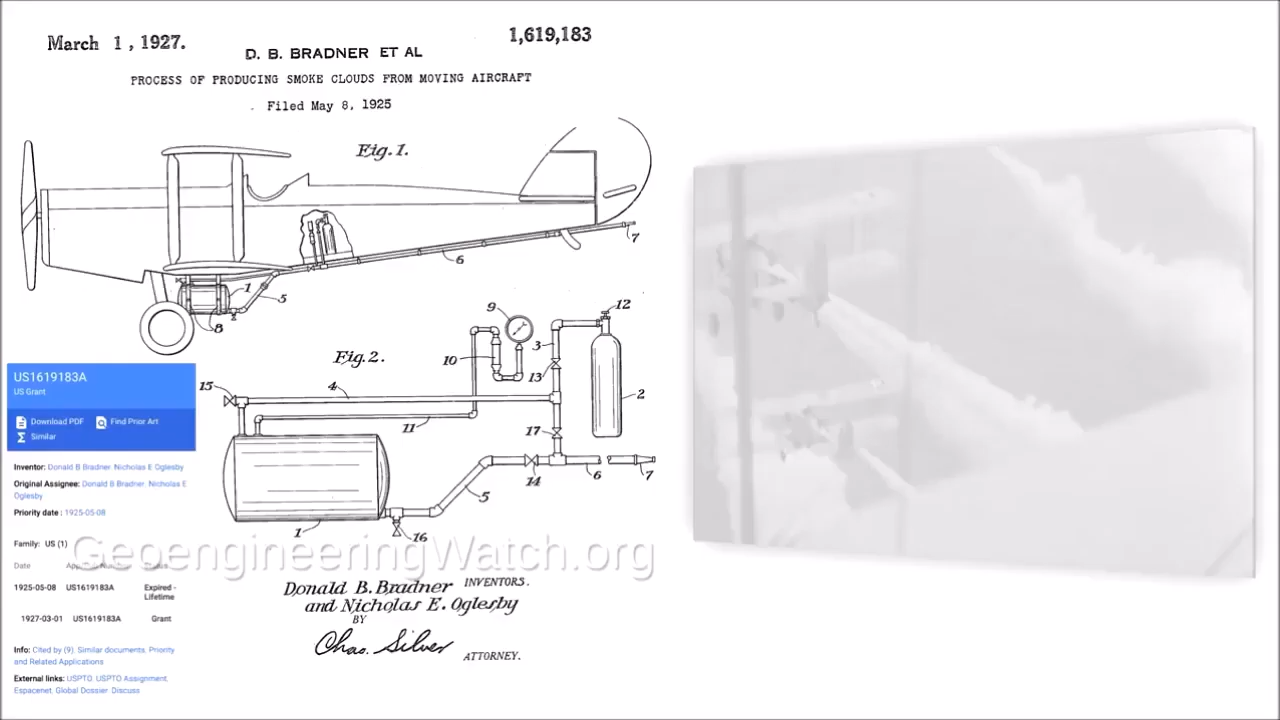 March 1, 1927.
1,619,183
D. B. BRADNER ET AL
PROCESS OF PRODUCING SMOKE CLOUDS FROM MOVING AIRCRAFT
Filed May 8, 1925
Fig.1.
7
6
1
5
8
9
12
Fig.2.
3
10
13
15
4
2
11
17
6
7
14
5
1
16
US1619183A
US Grant
Download PDF
Find Prior Art
Similar
Inventor: Donald B Bradner Nicholas E Oglesby
Original Assignee: Donald B Bradner, Nicholas E
Oglesby
Priority date : 1925-05-08
Family: US (1)
GeoengineeringWatch.org
Date
1925-05-08 US1619183A Expired -
Lifetime
1927-03-01 US1619183A Grant
Info: Cited by (9), Similar documents, Priority
and Related Applications
External links: USPTO, USPTO Assignment,
Espacenet, Global Dossier, Discuss
Donald B. Bradner INVENTORS.
and Nicholas E. Oglesby
BY
Chas. Silver
ATTORNEY.